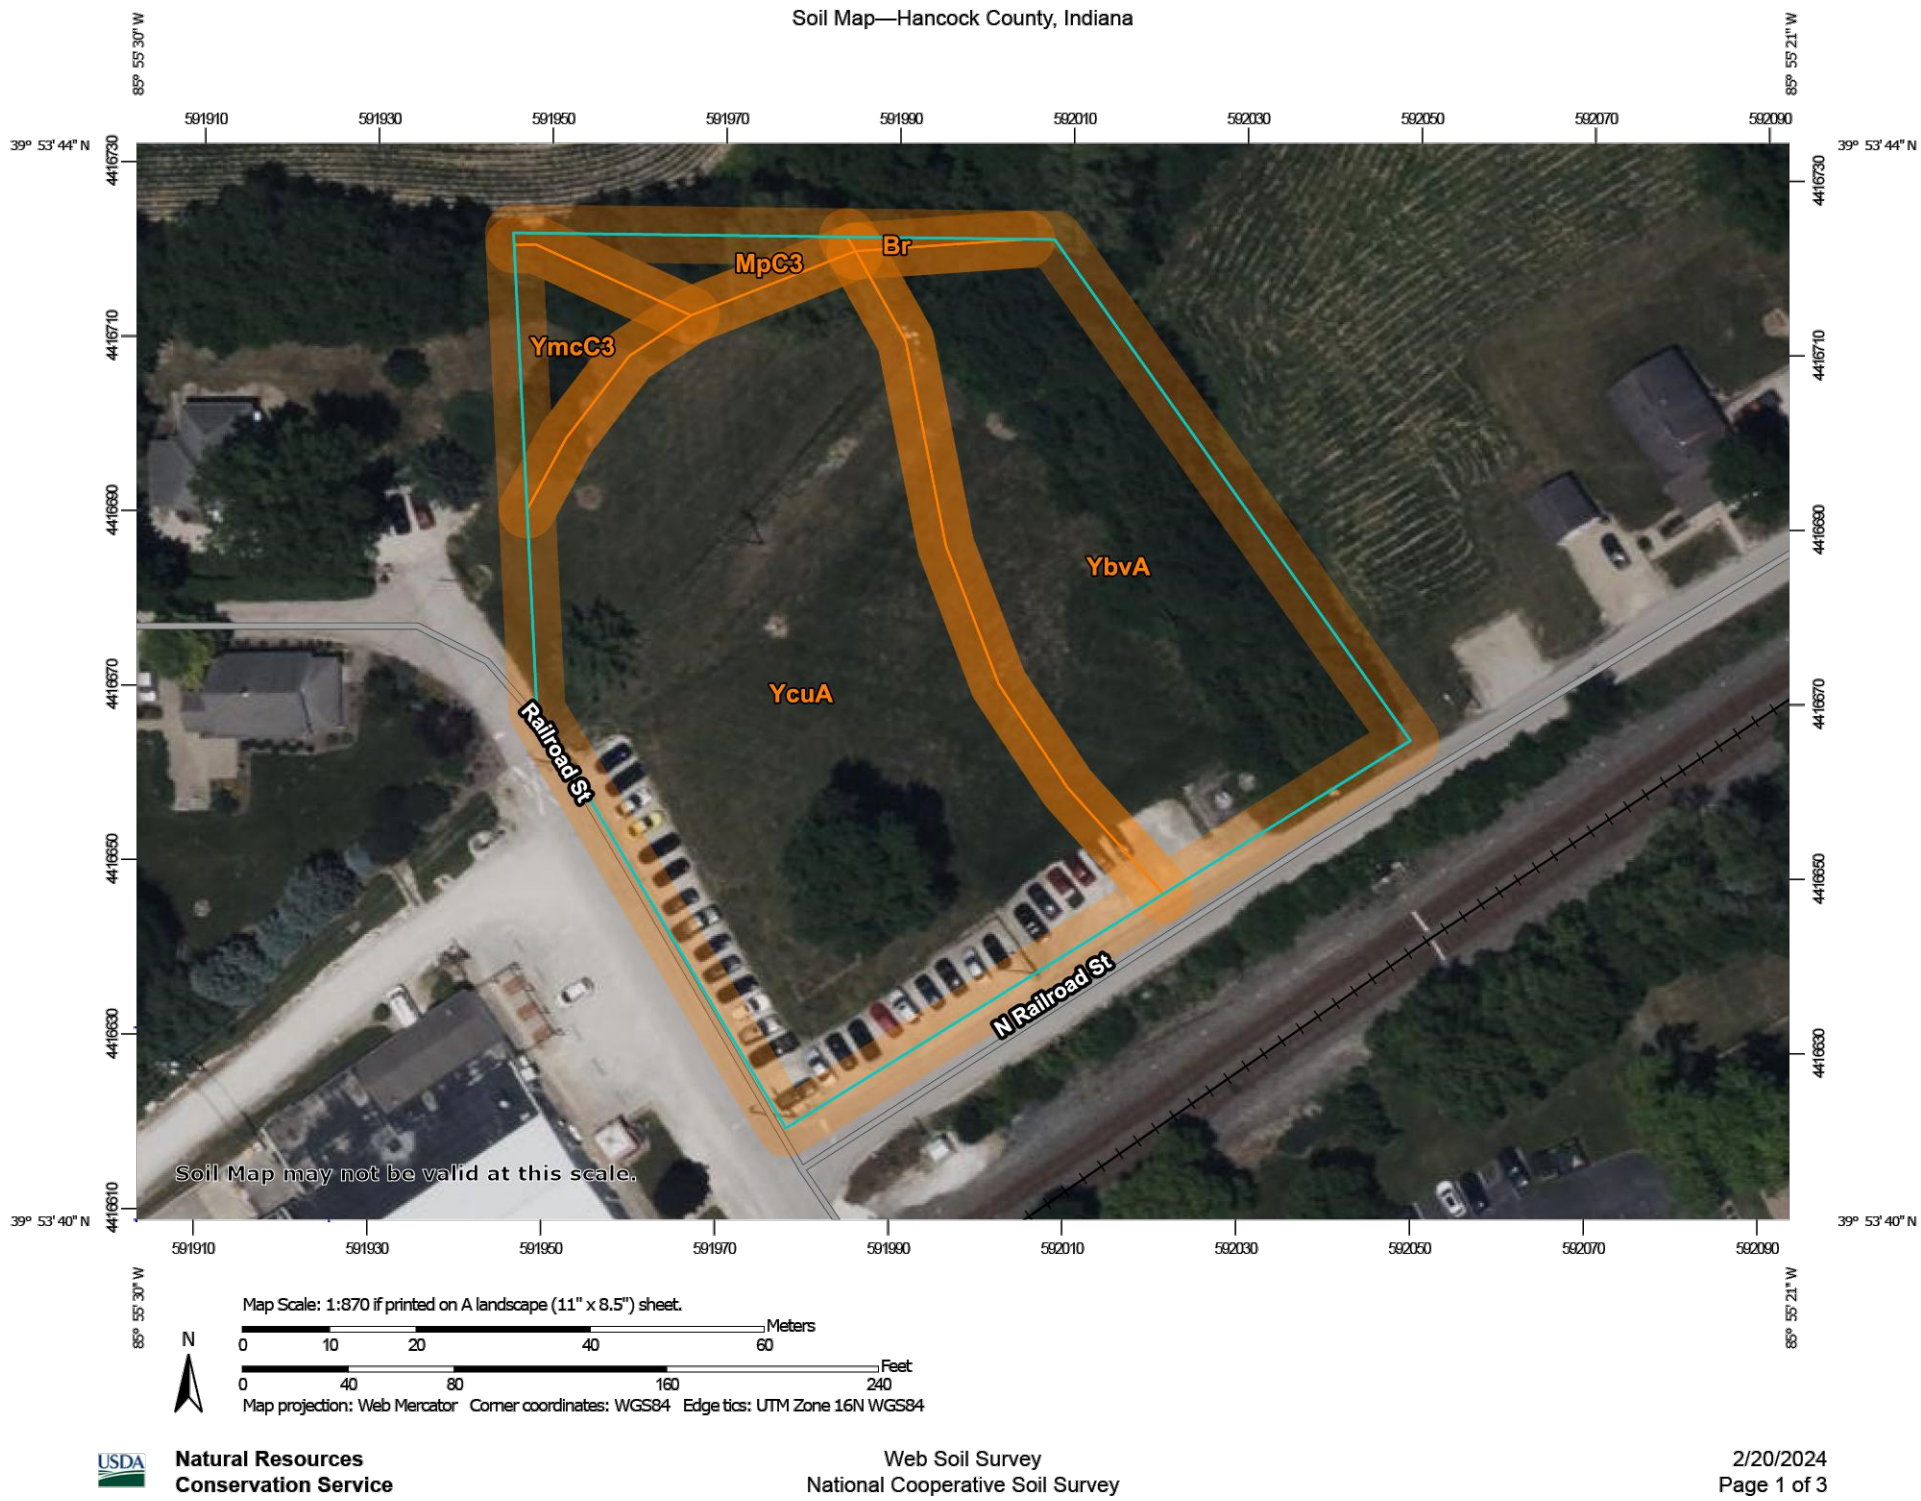 Soil Map—Hancock County, Indiana
85° 55' 30'' W
85° 55' 21'' W
591910 591930 591950 591970 591990 592010 592030 592050 592070 592090
39° 53' 44'' N
39° 53' 44'' N
4416730
4416710
4416690
4416670
4416650
4416630
4416610
4416730
4416710
4416690
4416670
4416650
4416630
Br
MpC3
YmcC3
YbvA
YcuA
Railroad St
N Railroad St
Soil Map may not be valid at this scale.
39° 53' 40'' N
39° 53' 40'' N
591910 591930 591950 591970 591990 592010 592030 592050 592070 592090
85° 55' 30'' W
85° 55' 21'' W
Map Scale: 1:870 if printed on A landscape (11" x 8.5") sheet.
Meters
0 10 20 40 60
Feet
0 40 80 160 240
N
Map projection: Web Mercator Corner coordinates: WGS84 Edge tics: UTM Zone 16N WGS84
USDA
Natural Resources
Conservation Service
Web Soil Survey
National Cooperative Soil Survey
2/20/2024
Page 1 of 3